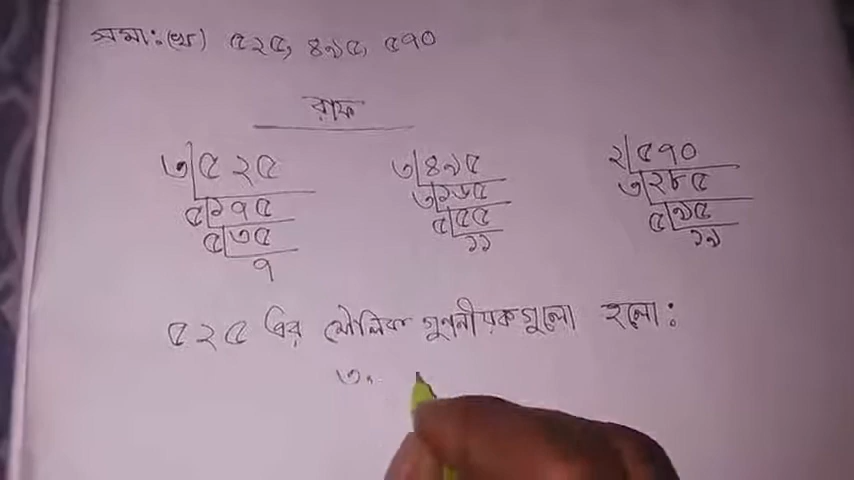 সমা:(খ) ৫২৫, ৪৯৫, ৫৭০
রাফ
৩ ৫২৫ ৩ ৪৯৫ ২ ৫৭০
৫ ১৭৫ ৩ ১৬৫ ৩ ২৮৫
৫ ৩৫ ৫ ৫৫ ৫ ৯৫
৭ ১১ ১৯
৫২৫ এর মৌলিক গুণনীয়কগুলো হলো:
৩,